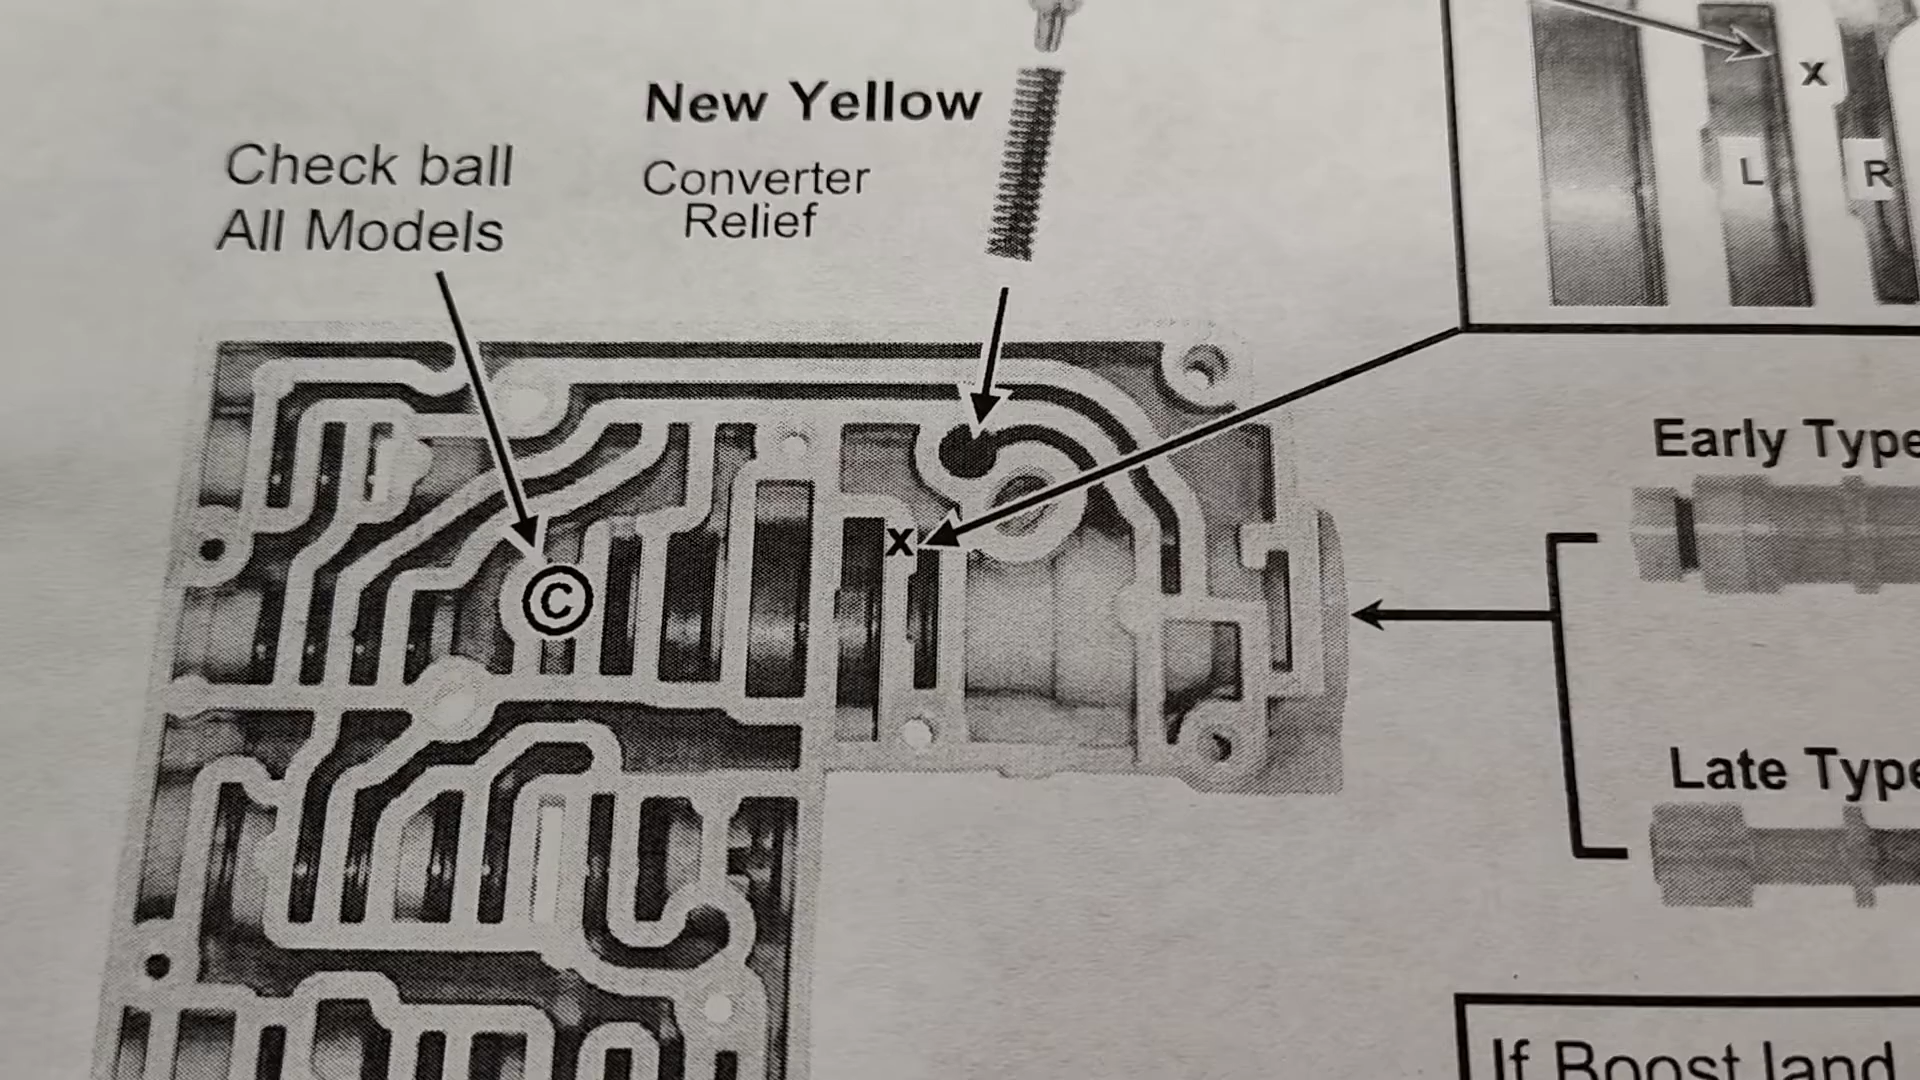 New Yellow
Converter
Relief
Check ball
All Models
x
L
R
x
C
Early Type
Late Type
If Boost land